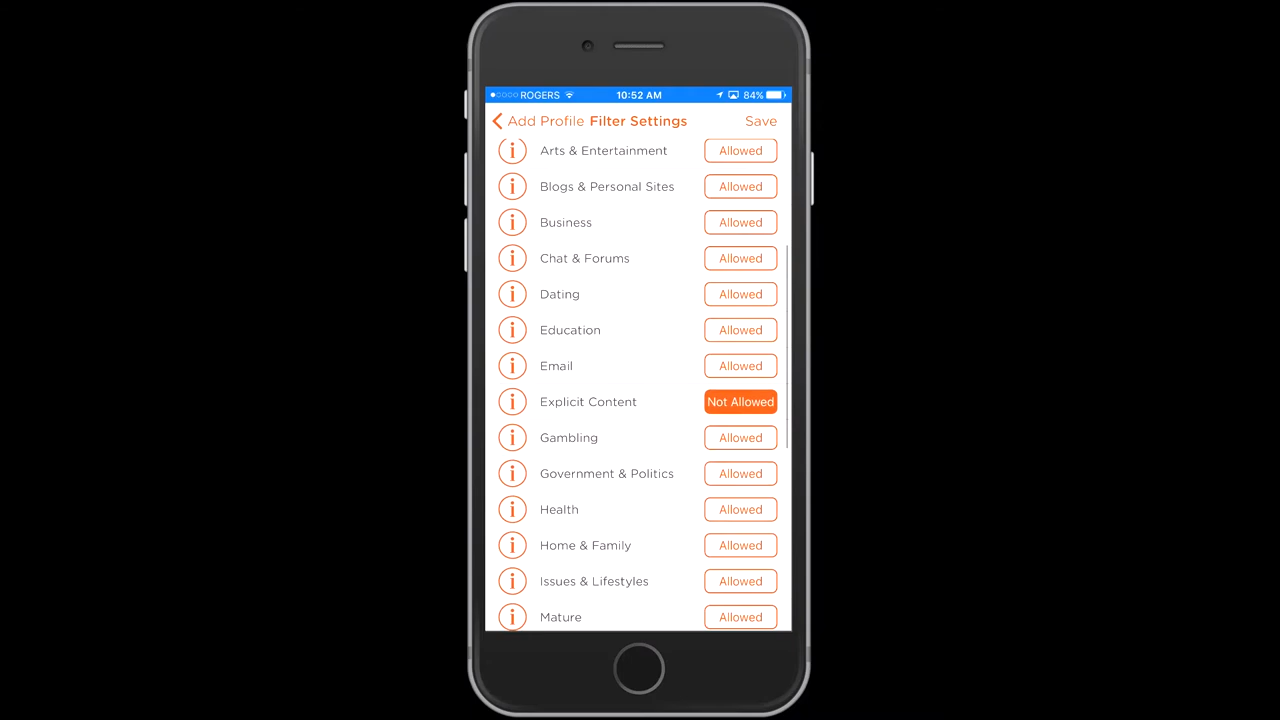 ROGERS 10:52 AM 84%
Add Profile Filter Settings Save
Arts & Entertainment Allowed
Blogs & Personal Sites Allowed
Business Allowed
Chat & Forums Allowed
Dating Allowed
Education Allowed
Email Allowed
Explicit Content Not Allowed
Gambling Allowed
Government & Politics Allowed
Health Allowed
Home & Family Allowed
Issues & Lifestyles Allowed
Mature Allowed